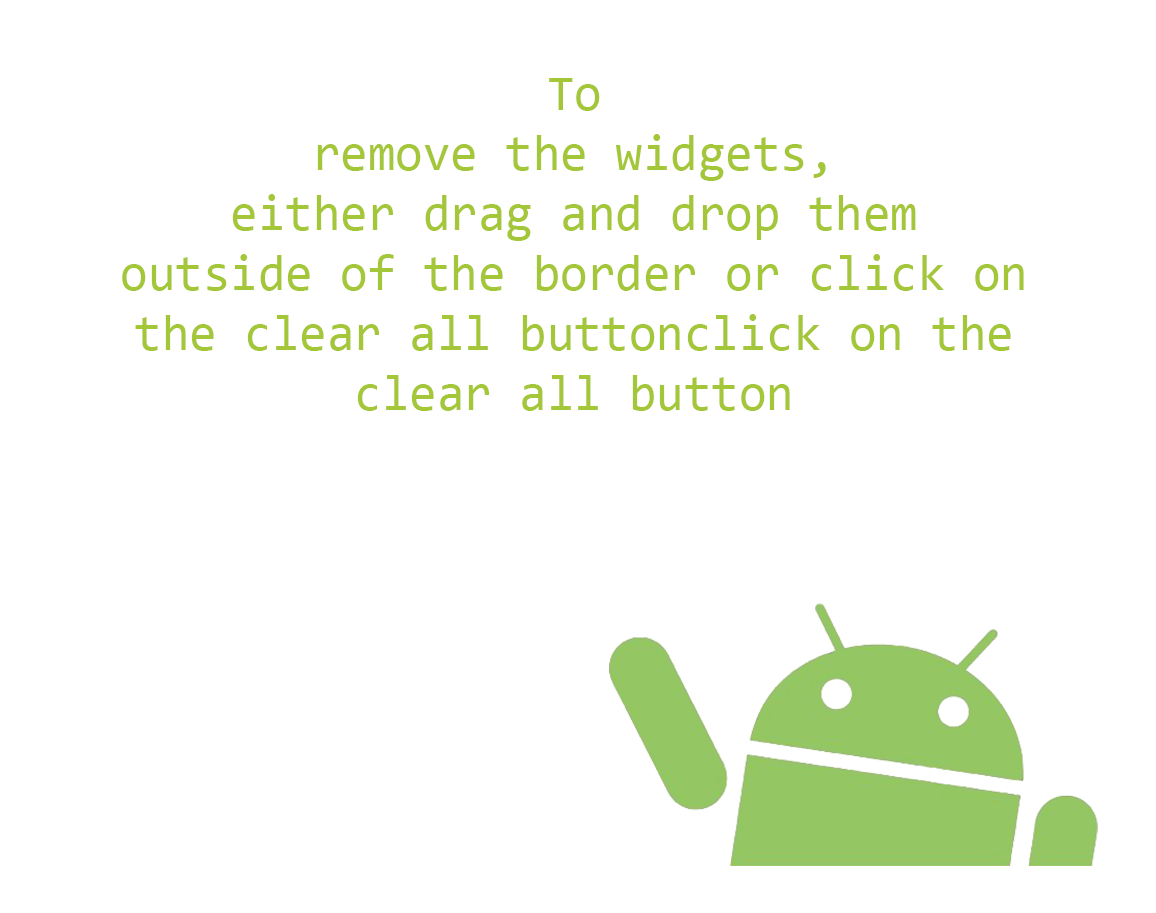 To
remove the widgets,
either drag and drop them
outside of the border or click on
the clear all buttonclick on the
clear all button